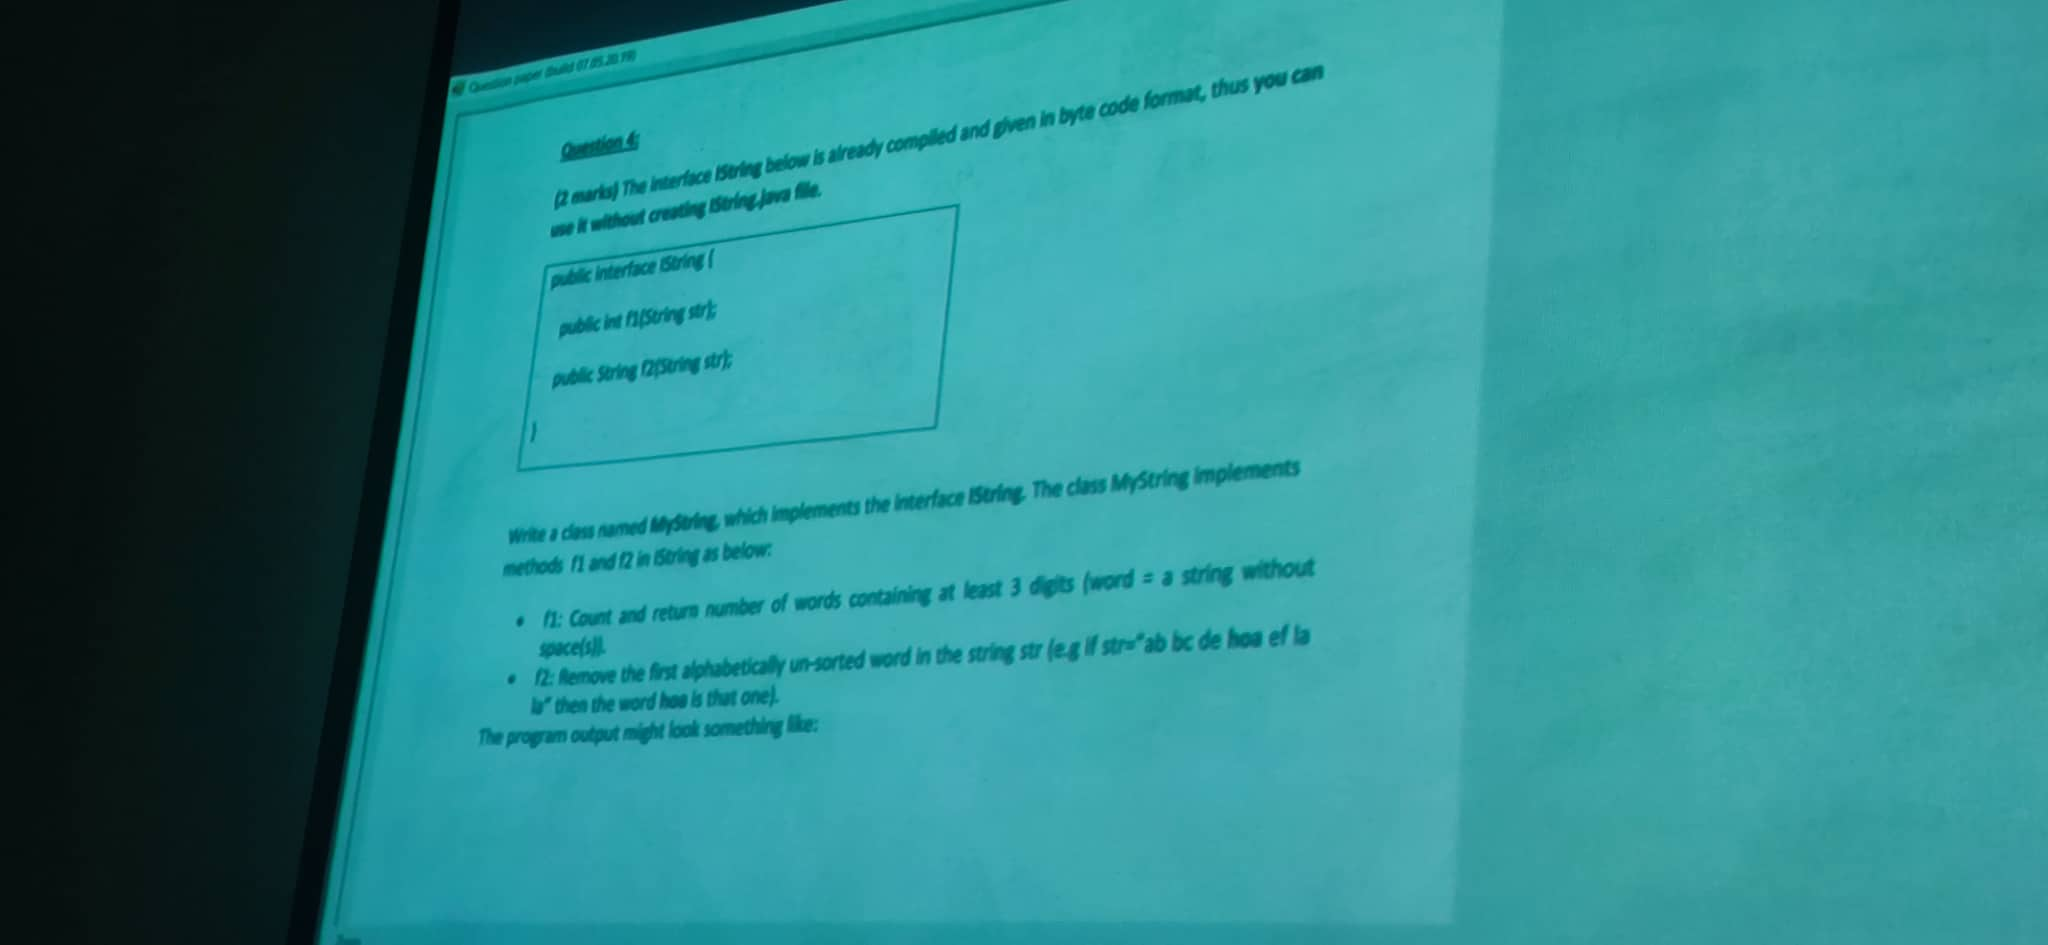 Question paper (build 07.05.20.19)
Question 4:
(2 marks) The interface IString below is already compiled and given in byte code format, thus you can
use it without creating IString.java file.
public interface IString {
public int f1(String str);
public String f2(String str);
}
Write a class named MyString, which implements the interface IString. The class MyString implements
methods f1 and f2 in IString as below:
• f1: Count and return number of words containing at least 3 digits (word = a string without
space(s)).
• f2: Remove the first alphabetically un-sorted word in the string str (e.g if str="ab bc de hoa ef la
la" then the word hoa is that one).
The program output might look something like: